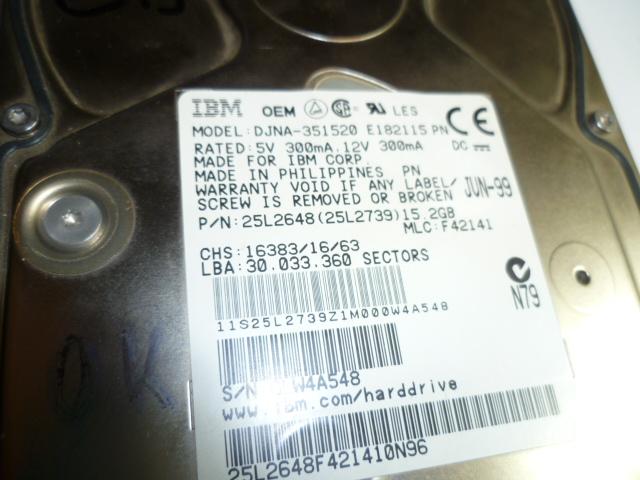 IBM OEM LES
MODEL: DJNA-351520 E182115 PN CE
RATED: 5V 300mA, 12V 300mA DC
MADE FOR IBM CORP.
MADE IN PHILIPPINES PN
WARRANTY VOID IF ANY LABEL/ JUN-99
SCREW IS REMOVED OR BROKEN
P/N: 25L2648(25L2739)15.2GB
MLC: F42141
CHS: 16383/16/63
LBA: 30.033.360 SECTORS
N79
11S25L2739Z1M000W4A548
S/N W4A548
www.ibm.com/harddrive
25L2648F421410N96
OK